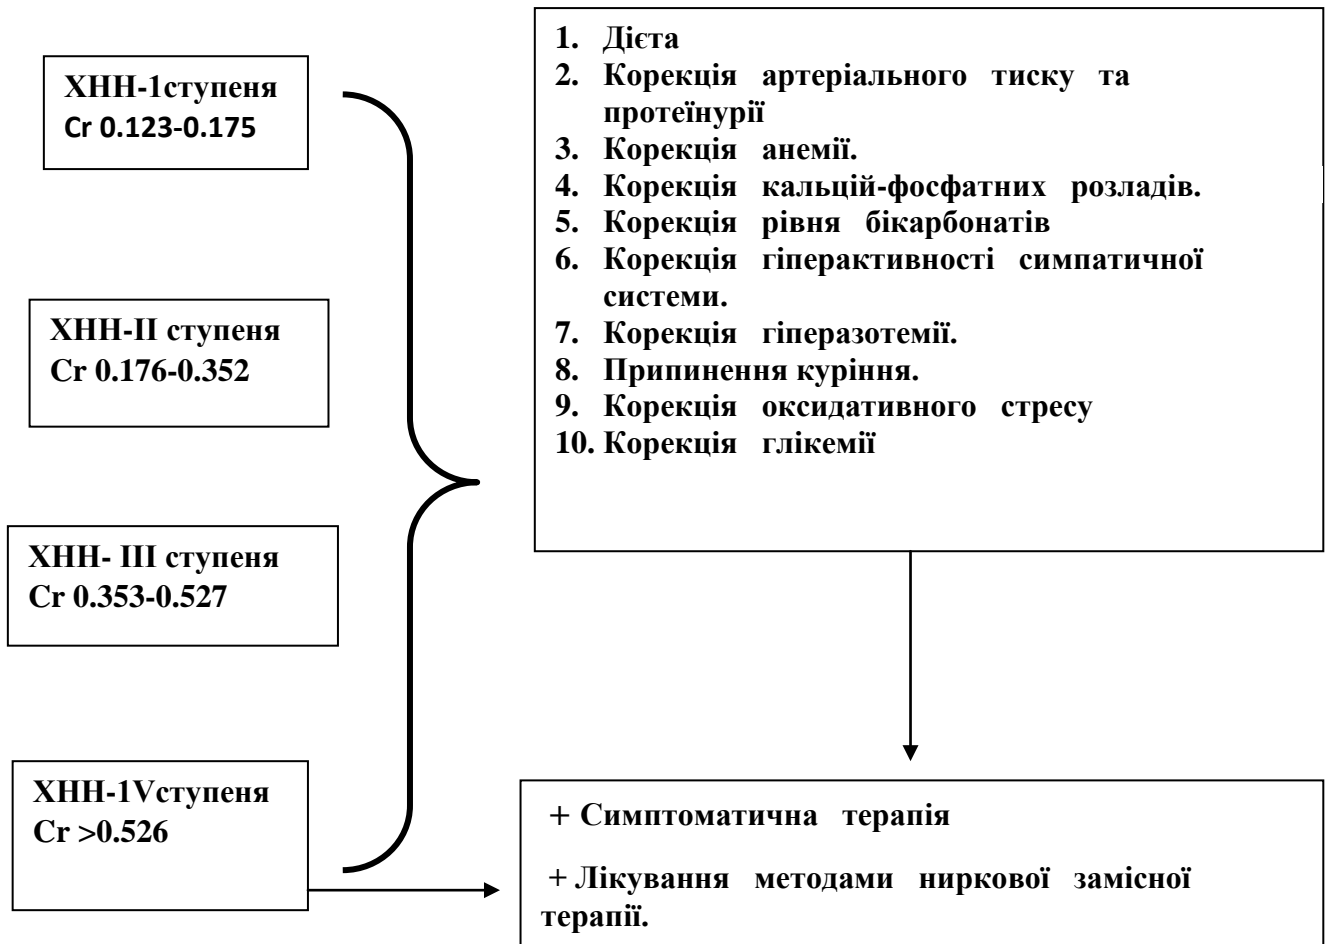 ХНН-1ступеня
Cr 0.123-0.175
ХНН-II ступеня
Cr 0.176-0.352
ХНН- III ступеня
Cr 0.353-0.527
ХНН-1Vступеня
Cr >0.526
1. Дієта
2. Корекція артеріального тиску та
протеїнурії
3. Корекція анемії.
4. Корекція кальцій-фосфатних розладів.
5. Корекція рівня бікарбонатів
6. Корекція гіперактивності симпатичної
системи.
7. Корекція гіперазотемії.
8. Припинення куріння.
9. Корекція оксидативного стресу
10. Корекція глікемії
+ Симптоматична терапія
+ Лікування методами ниркової замісної
терапії.